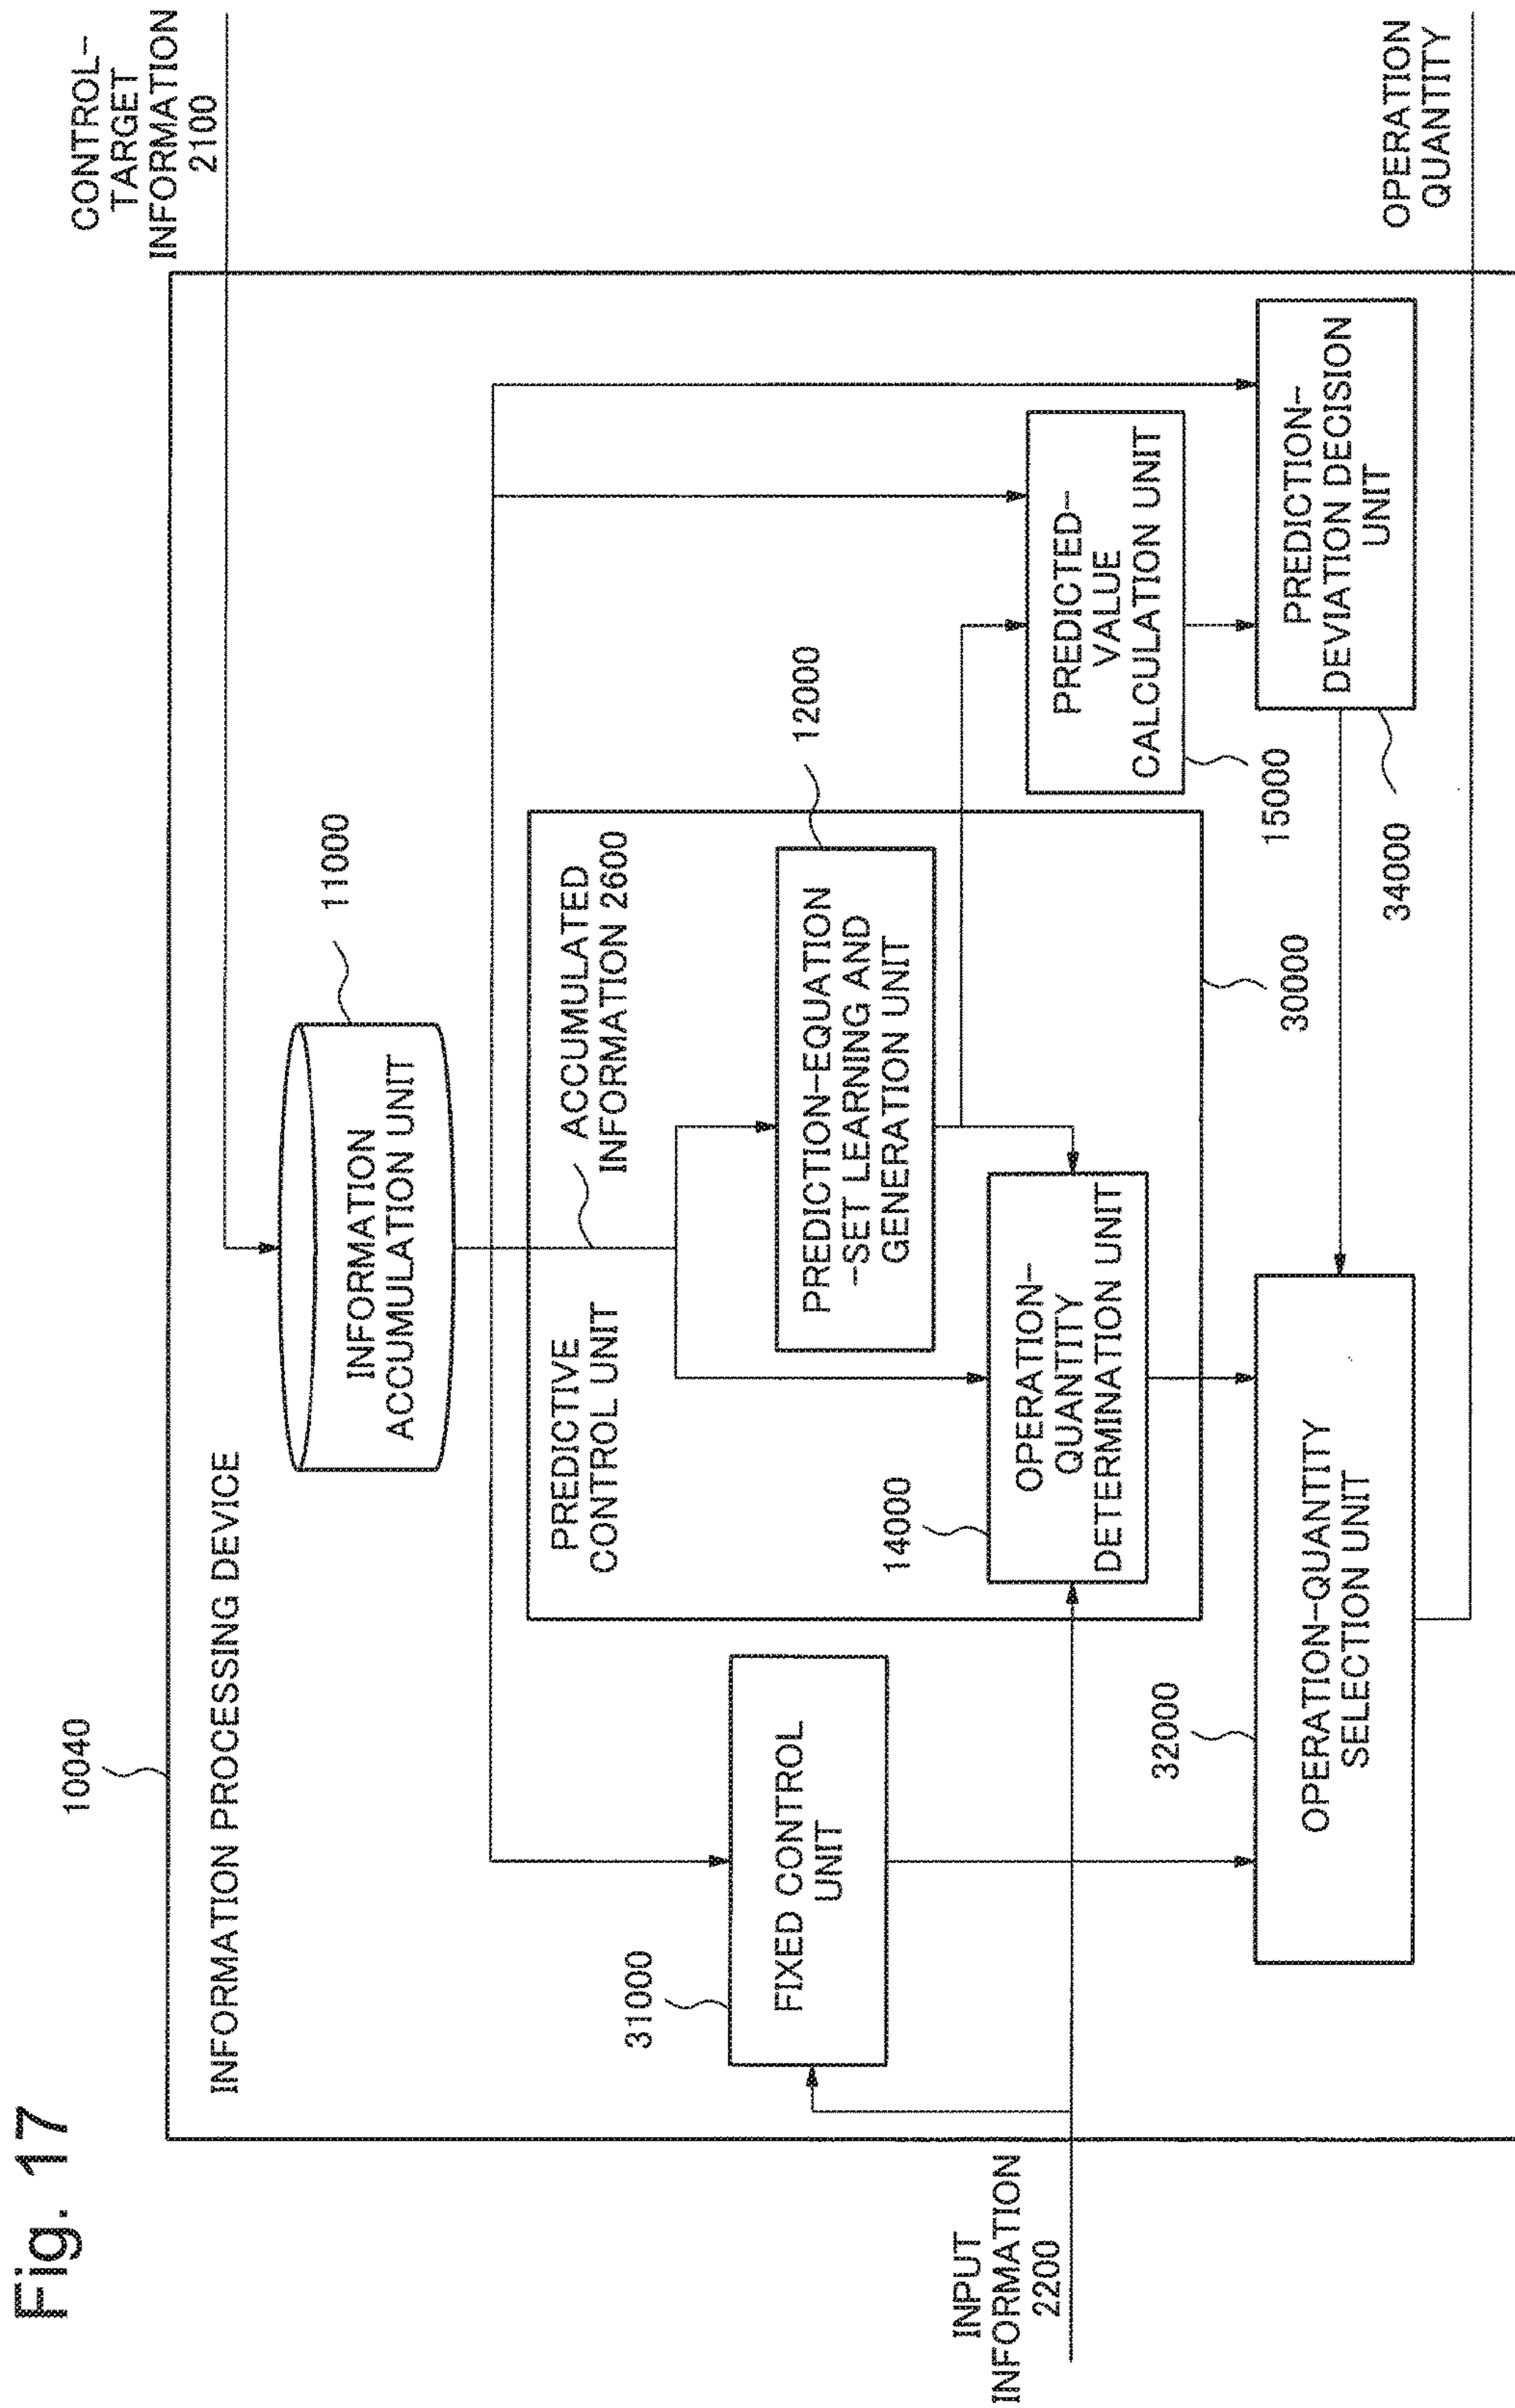 Fig. 17
10040
INFORMATION PROCESSING DEVICE
CONTROL-
TARGET
INFORMATION
2100
11000
INFORMATION
ACCUMULATION UNIT
PREDICTIVE
CONTROL UNIT
ACCUMULATED
INFORMATION 2600
31000
FIXED CONTROL
UNIT
12000
PREDICTION-EQUATION
-SET LEARNING AND
GENERATION UNIT
INPUT
INFORMATION
2200
14000
OPERATION-
QUANTITY
DETERMINATION UNIT
PREDICTED-
VALUE
CALCULATION UNIT
15000
30000
32000
OPERATION-QUANTITY
SELECTION UNIT
PREDICTION-
DEVIATION DECISION
UNIT
34000
OPERATION
QUANTITY